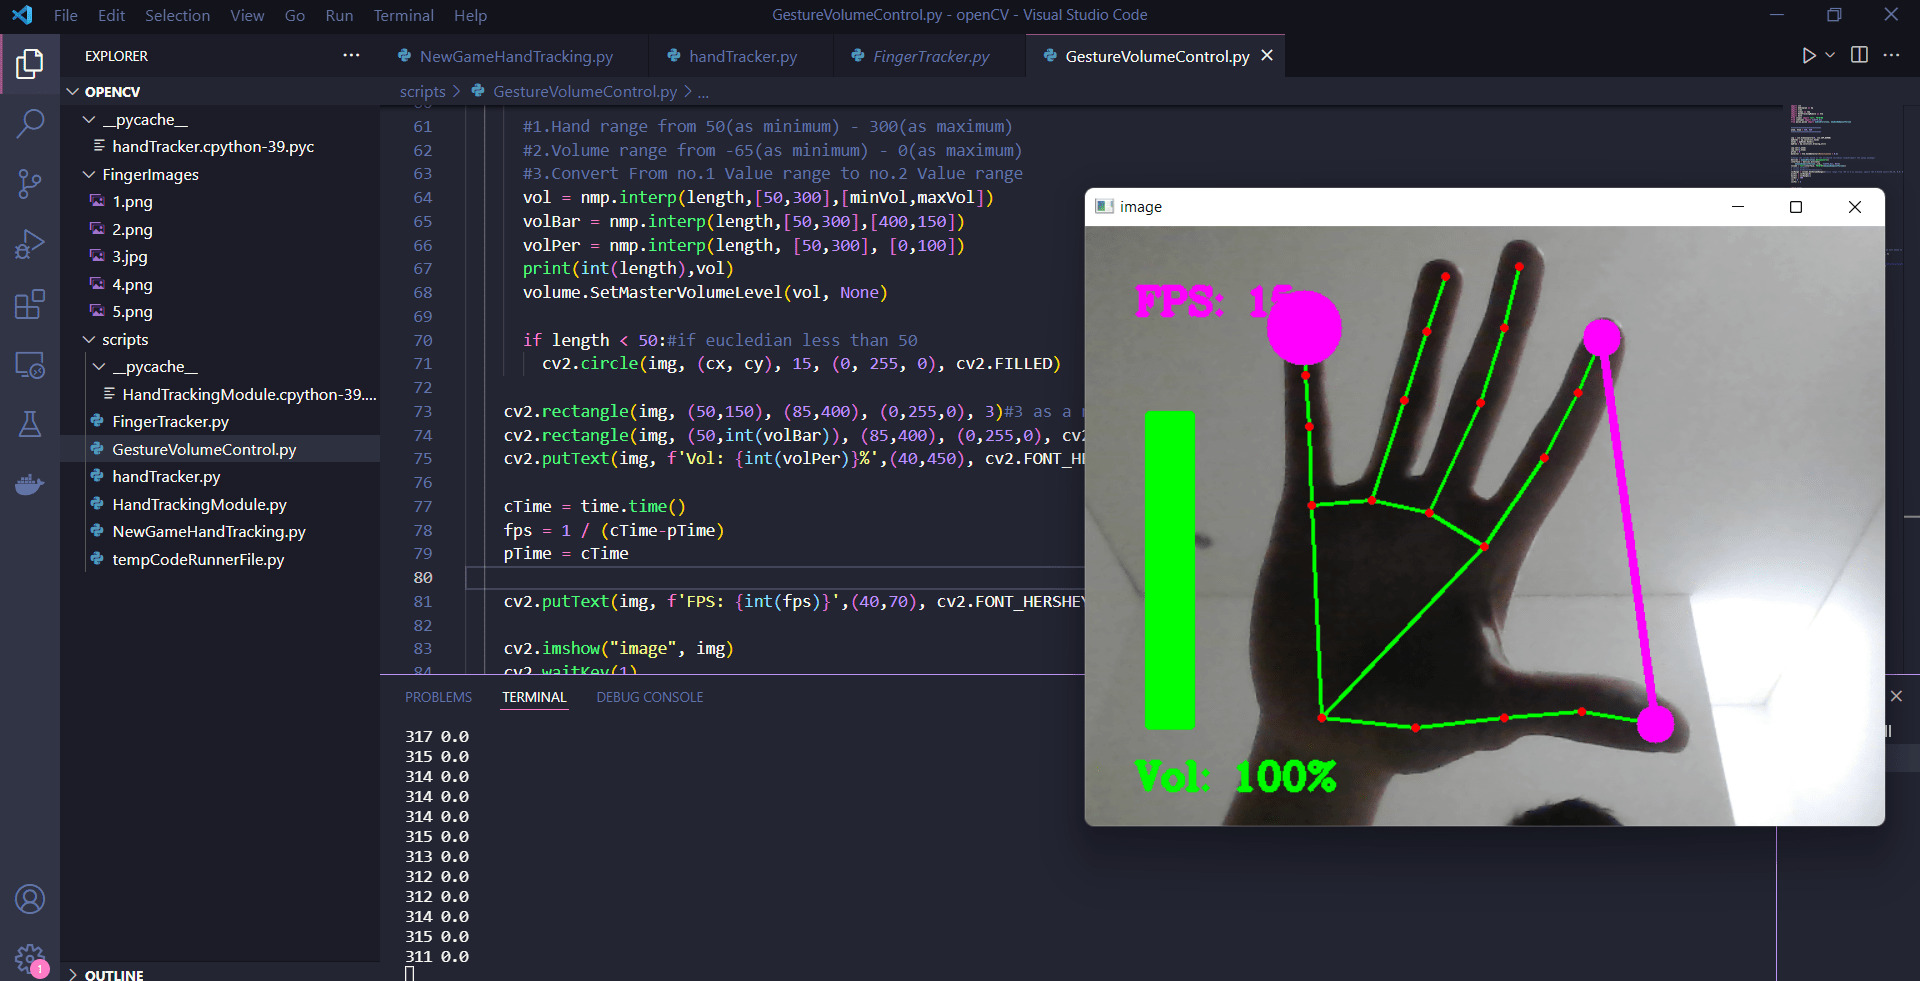 File Edit Selection View Go Run Terminal Help
GestureVolumeControl.py - openCV - Visual Studio Code
EXPLORER
OPENCV
__pycache__
handTracker.cpython-39.pyc
FingerImages
1.png
2.png
3.jpg
4.png
5.png
scripts
__pycache__
HandTrackingModule.cpython-39....
FingerTracker.py
GestureVolumeControl.py
handTracker.py
HandTrackingModule.py
NewGameHandTracking.py
tempCodeRunnerFile.py
OUTLINE
1
NewGameHandTracking.py handTracker.py FingerTracker.py GestureVolumeControl.py
scripts > GestureVolumeControl.py > ...
61 #1.Hand range from 50(as minimum) - 300(as maximum)
62 #2.Volume range from -65(as minimum) - 0(as maximum)
63 #3.Convert From no.1 Value range to no.2 Value range
64 vol = nmp.interp(length,[50,300],[minVol,maxVol])
65 volBar = nmp.interp(length,[50,300],[400,150])
66 volPer = nmp.interp(length, [50,300], [0,100])
67 print(int(length),vol)
68 volume.SetMasterVolumeLevel(vol, None)
69
70 if length < 50:#if eucledian less than 50
71 cv2.circle(img, (cx, cy), 15, (0, 255, 0), cv2.FILLED)
72
73 cv2.rectangle(img, (50,150), (85,400), (0,255,0), 3)#3 as a
74 cv2.rectangle(img, (50,int(volBar)), (85,400), (0,255,0), cv
75 cv2.putText(img, f'Vol: {int(volPer)}%',(40,450), cv2.FONT_HE
76
77 cTime = time.time()
78 fps = 1 / (cTime-pTime)
79 pTime = cTime
80
81 cv2.putText(img, f'FPS: {int(fps)}',(40,70), cv2.FONT_HERSHEY
82
83 cv2.imshow("image", img)
84 cv2.waitKey(1)
PROBLEMS TERMINAL DEBUG CONSOLE
317 0.0
315 0.0
314 0.0
314 0.0
314 0.0
315 0.0
313 0.0
312 0.0
312 0.0
314 0.0
315 0.0
311 0.0
image
FPS: 15
Vol: 100%